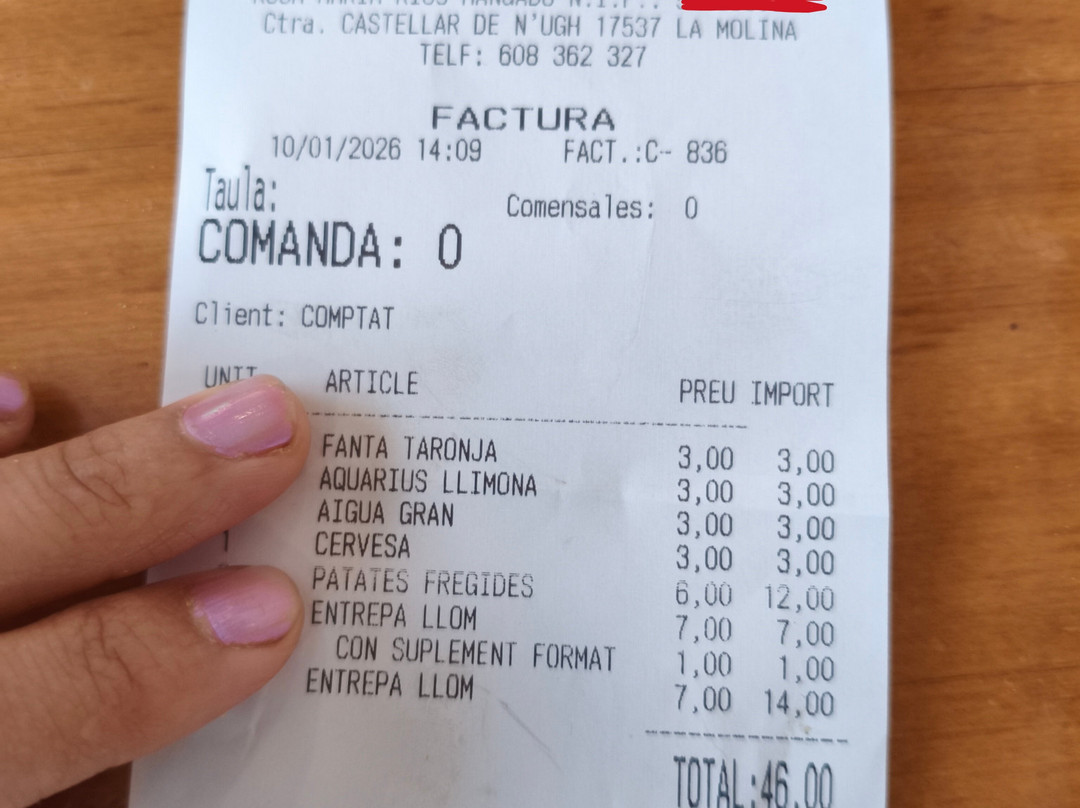 Ctra. CASTELLAR DE N'UGH 17537 LA MOLINA
TELF: 608 362 327
FACTURA
10/01/2026 14:09 FACT.:C- 836
Taula:
Comensales: 0
COMANDA: 0
Client: COMPTAT
UNIT ARTICLE PREU IMPORT
FANTA TARONJA 3,00 3,00
AQUARIUS LLIMONA 3,00 3,00
AIGUA GRAN 3,00 3,00
1 CERVESA 3,00 3,00
PATATES FREGIDES 6,00 12,00
ENTREPA LLOM 7,00 7,00
CON SUPLEMENT FORMAT 1,00 1,00
ENTREPA LLOM 7,00 14,00
TOTAL:46,00